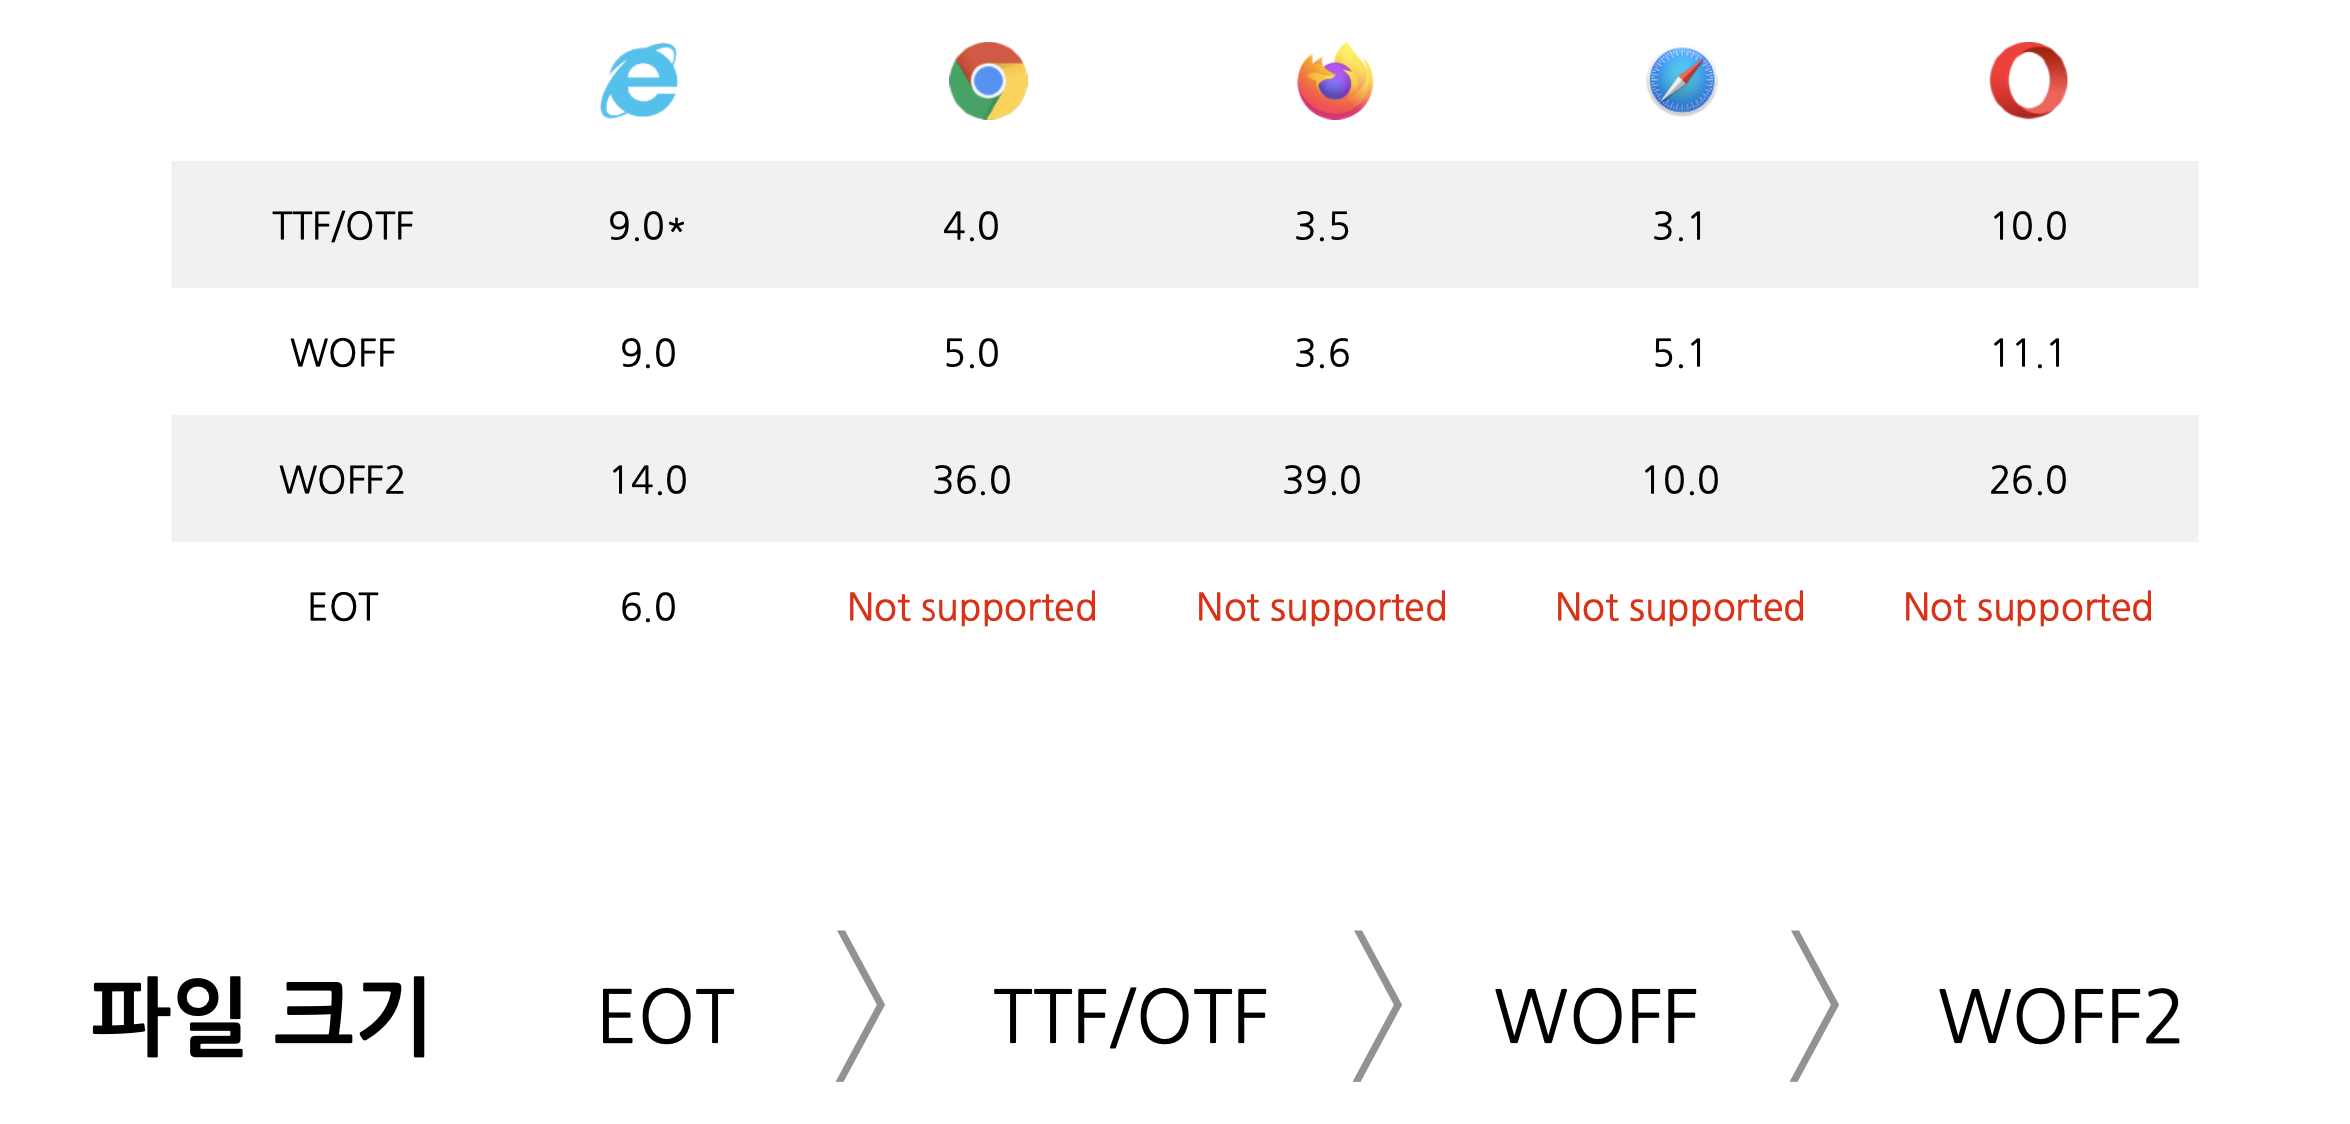 TTF/OTF 9.0* 4.0 3.5 3.1 10.0
WOFF 9.0 5.0 3.6 5.1 11.1
WOFF2 14.0 36.0 39.0 10.0 26.0
EOT 6.0 Not supported Not supported Not supported Not supported
파일 크기 EOT TTF/OTF WOFF WOFF2